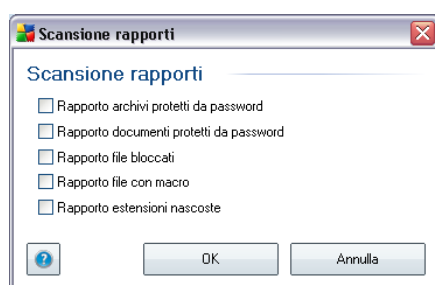 Scansione rapporti
Scansione rapporti
Rapporto archivi protetti da password
Rapporto documenti protetti da password
Rapporto file bloccati
Rapporto file con macro
Rapporto estensioni nascoste
? OK Annulla